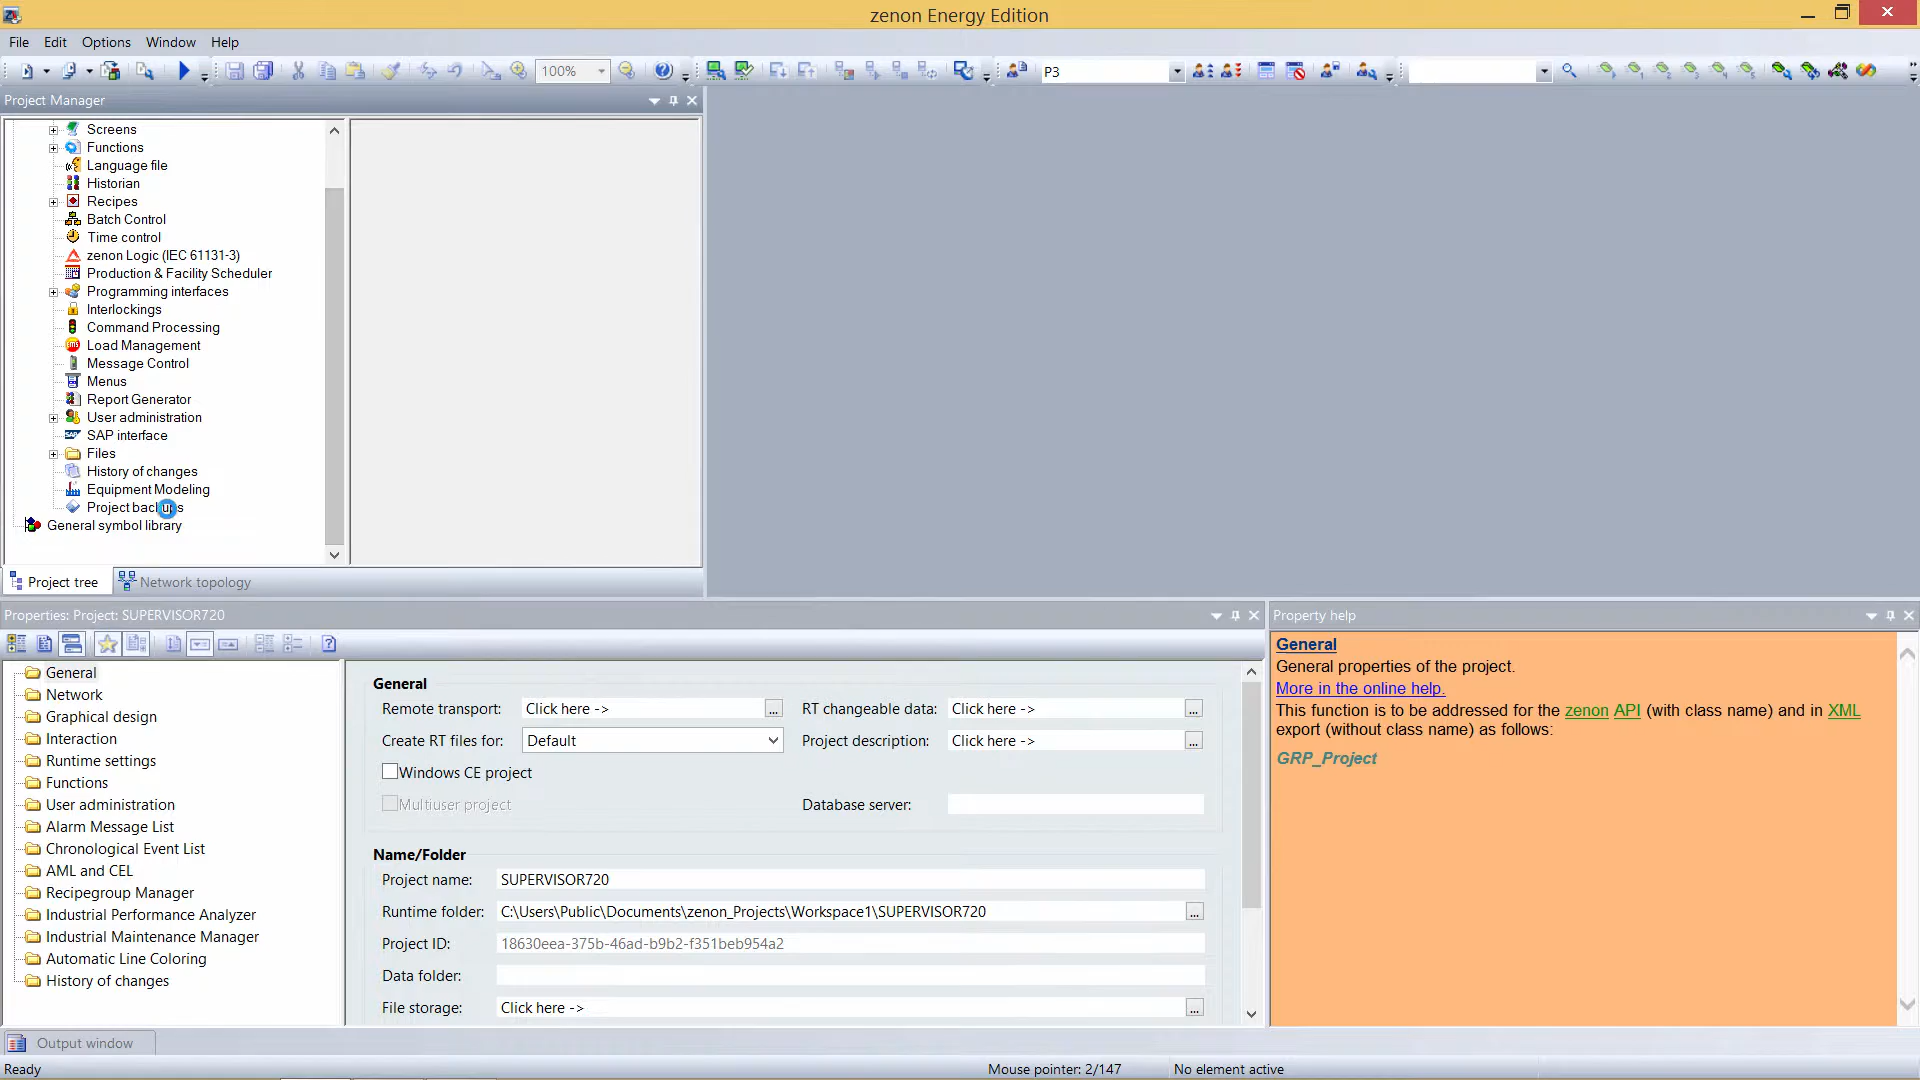 zenon Energy Edition
File Edit Options Window Help
100%
P3
Project Manager
Screens
Functions
Language file
Historian
Recipes
Batch Control
Time control
zenon Logic (IEC 61131-3)
Production & Facility Scheduler
Programming interfaces
Interlockings
Command Processing
Load Management
Message Control
Menus
Report Generator
User administration
SAP interface
Files
History of changes
Equipment Modeling
Project backups
General symbol library
Project tree Network topology
Properties: Project: SUPERVISOR720
General
Network
Graphical design
Interaction
Runtime settings
Functions
User administration
Alarm Message List
Chronological Event List
AML and CEL
Recipegroup Manager
Industrial Performance Analyzer
Industrial Maintenance Manager
Automatic Line Coloring
History of changes
General
Remote transport: Click here -> ... RT changeable data: Click here -> ...
Create RT files for: Default Project description: Click here -> ...
Windows CE project
Multiuser project Database server:
Name/Folder
Project name: SUPERVISOR720
Runtime folder: C:\Users\Public\Documents\zenon_Projects\Workspace1\SUPERVISOR720 ...
Project ID: 18630eea-375b-46ad-b9b2-f351beb954a2
Data folder:
File storage: Click here -> ...
Property help
General
General properties of the project.
More in the online help.
This function is to be addressed for the zenon API (with class name) and in XML
export (without class name) as follows:
GRP_Project
Output window
Ready Mouse pointer: 2/147 No element active